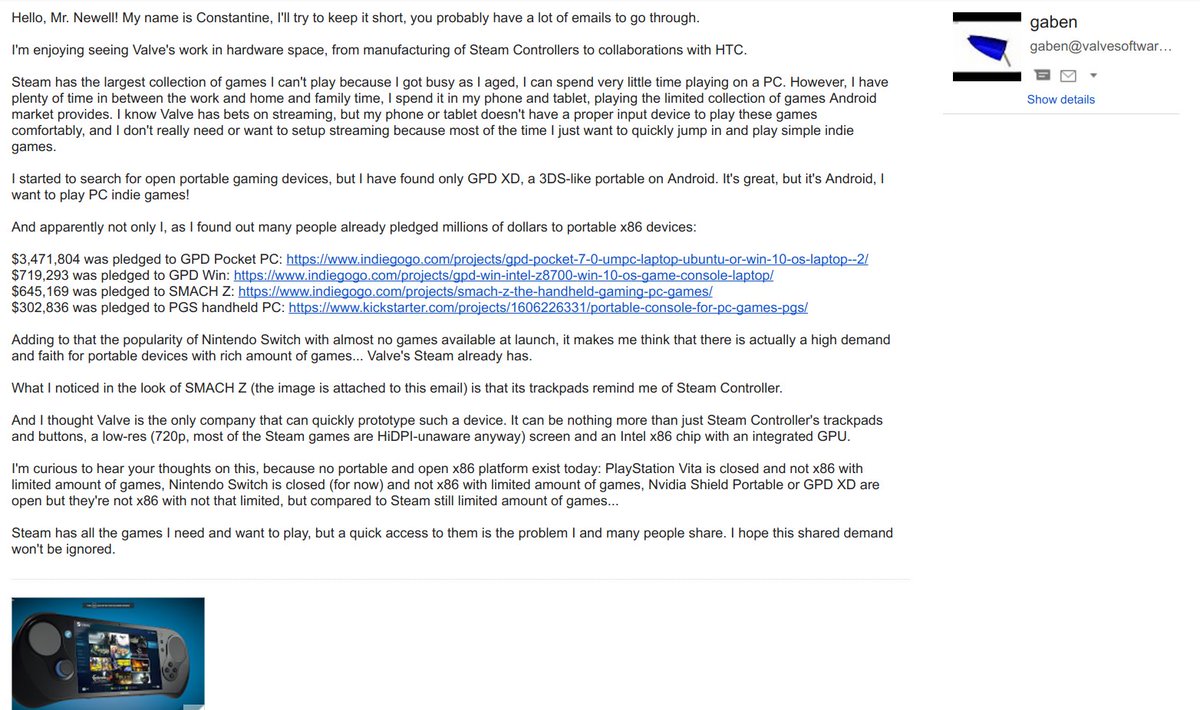 Hello, Mr. Newell! My name is Constantine, I'll try to keep it short, you probably have a lot of emails to go through.
I'm enjoying seeing Valve's work in hardware space, from manufacturing of Steam Controllers to collaborations with HTC.
Steam has the largest collection of games I can't play because I got busy as I aged, I can spend very little time playing on a PC. However, I have
plenty of time in between the work and home and family time, I spend it in my phone and tablet, playing the limited collection of games Android
market provides. I know Valve has bets on streaming, but my phone or tablet doesn't have a proper input device to play these games
comfortably, and I don't really need or want to setup streaming because most of the time I just want to quickly jump in and play simple indie
games.
I started to search for open portable gaming devices, but I have found only GPD XD, a 3DS-like portable on Android. It's great, but it's Android, I
want to play PC indie games!
And apparently not only I, as I found out many people already pledged millions of dollars to portable x86 devices:
$3,471,804 was pledged to GPD Pocket PC: https://www.indiegogo.com/projects/gpd-pocket-7-0-umpc-laptop-ubuntu-or-win-10-os-laptop--2/
$719,293 was pledged to GPD Win: https://www.indiegogo.com/projects/gpd-win-intel-z8700-win-10-os-game-console-laptop/
$645,169 was pledged to SMACH Z: https://www.indiegogo.com/projects/smach-z-the-handheld-gaming-pc-games/
$302,836 was pledged to PGS handheld PC: https://www.kickstarter.com/projects/1606226331/portable-console-for-pc-games-pgs/
Adding to that the popularity of Nintendo Switch with almost no games available at launch, it makes me think that there is actually a high demand
and faith for portable devices with rich amount of games... Valve's Steam already has.
What I noticed in the look of SMACH Z (the image is attached to this email) is that its trackpads remind me of Steam Controller.
And I thought Valve is the only company that can quickly prototype such a device. It can be nothing more than just Steam Controller's trackpads
and buttons, a low-res (720p, most of the Steam games are HiDPI-unaware anyway) screen and an Intel x86 chip with an integrated GPU.
I'm curious to hear your thoughts on this, because no portable and open x86 platform exist today: PlayStation Vita is closed and not x86 with
limited amount of games, Nintendo Switch is closed (for now) and not x86 with limited amount of games, Nvidia Shield Portable or GPD XD are
open but they're not x86 with not that limited, but compared to Steam still limited amount of games...
Steam has all the games I need and want to play, but a quick access to them is the problem I and many people share. I hope this shared demand
won't be ignored.
gaben
gaben@valvesoftwar...
Show details